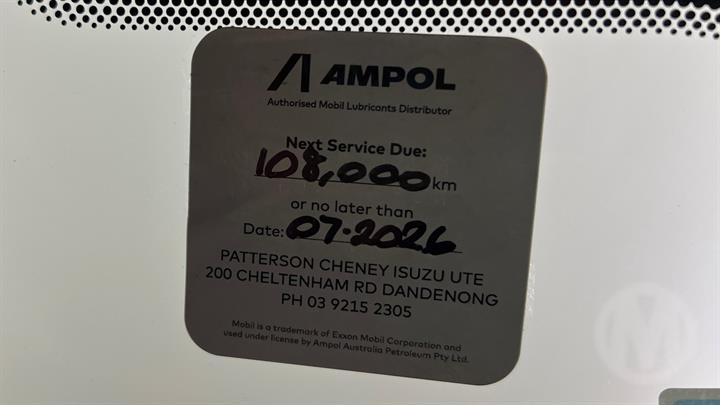 AMPOL
Authorised Mobil Lubricants Distributor
Next Service Due:
108,000 km
or no later than
Date: 07.2026
PATTERSON CHENEY ISUZU UTE
200 CHELTENHAM RD DANDENONG
PH 03 9215 2305
Mobil is a trademark of Exxon Mobil Corporation and
used under license by Ampol Australia Petroleum Pty Ltd.
M